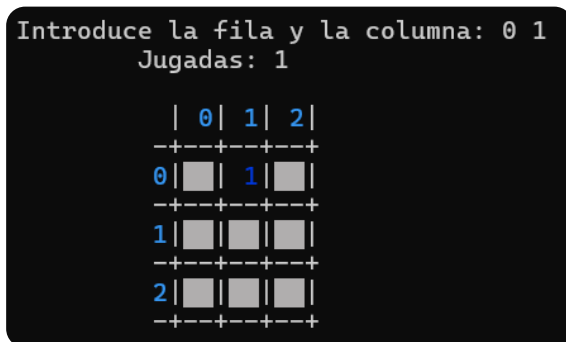 Introduce la fila y la columna: 0 1
Jugadas: 1
| 0| 1| 2|
-+--+--+--+
0|██| 1|██|
-+--+--+--+
1|██|██|██|
-+--+--+--+
2|██|██|██|
-+--+--+--+